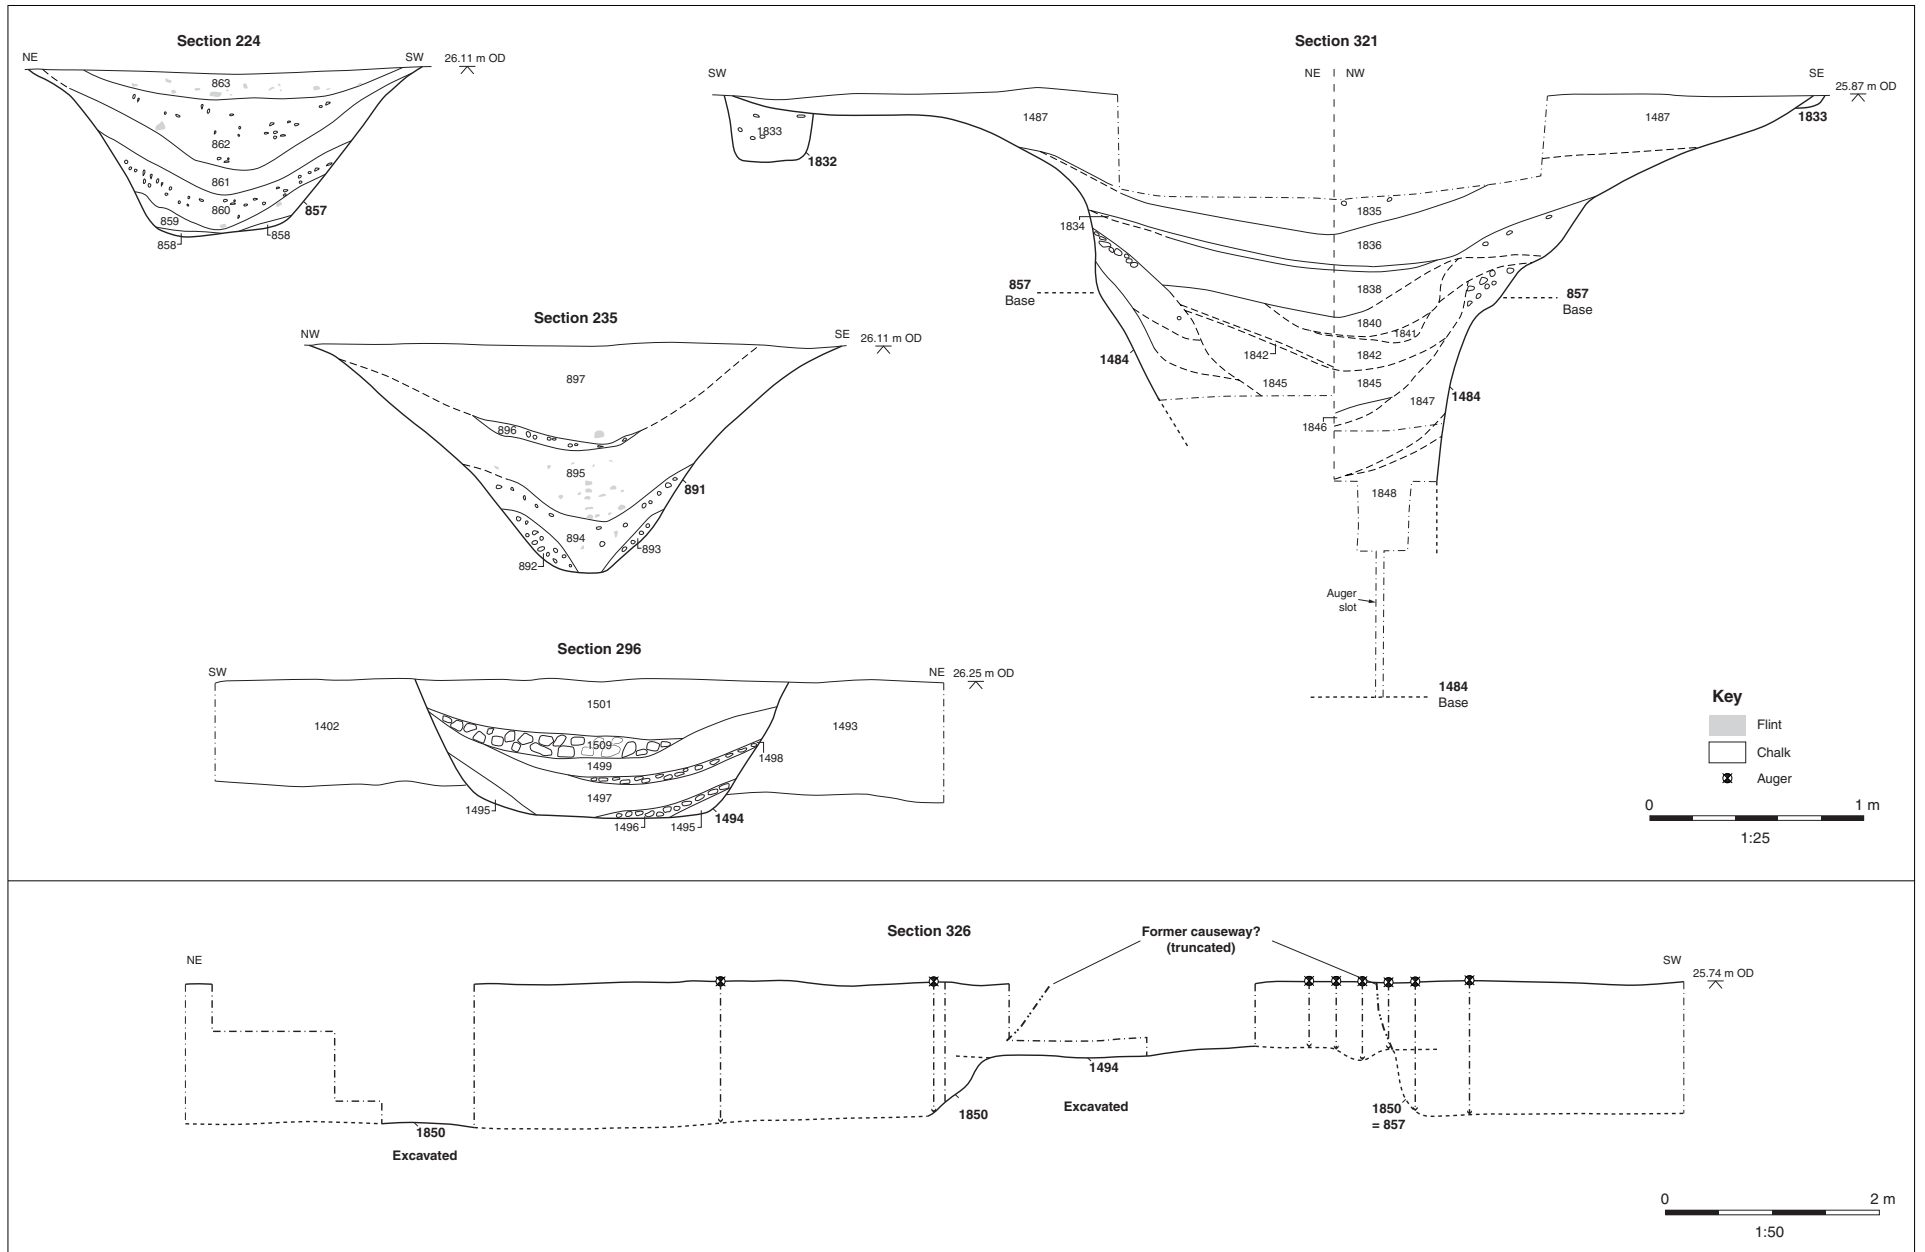 Section 224
NE
SW
26.11 m OD
863
862
861
860
859
857
858
858
Section 321
SW
NE
NW
SE
25.87 m OD
1487
1487
1833
1833
1832
1835
1834
1836
1838
857
Base
857
Base
1840
1841
1842
1842
1484
1845
1845
1847
1484
1846
1848
Auger
slot
1484
Base
Section 235
NW
SE
26.11 m OD
897
896
895
891
894
893
892
Section 296
SW
NE
26.25 m OD
1501
1402
1493
1509
1499
1498
1497
1495
1496
1495
1494
Key
Flint
Chalk
Auger
0
1 m
1:25
Section 326
Former causeway?
(truncated)
NE
SW
25.74 m OD
1494
1850
Excavated
1850
= 857
1850
Excavated
0
2 m
1:50